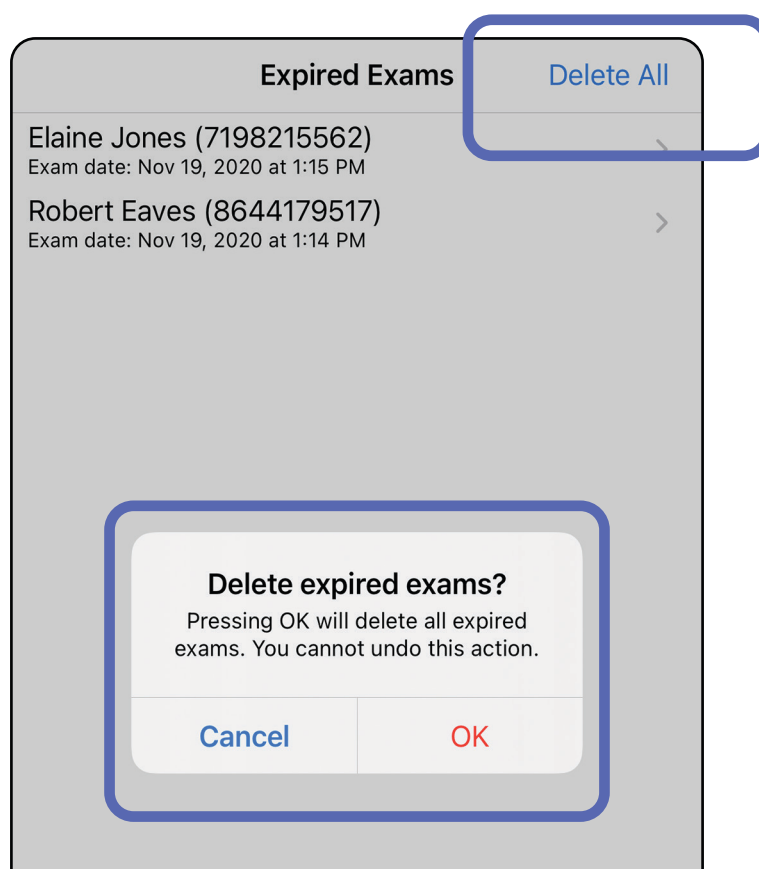 Expired Exams Delete All
Elaine Jones (7198215562)
Exam date: Nov 19, 2020 at 1:15 PM
Robert Eaves (8644179517)
Exam date: Nov 19, 2020 at 1:14 PM
Delete expired exams?
Pressing OK will delete all expired
exams. You cannot undo this action.
Cancel OK